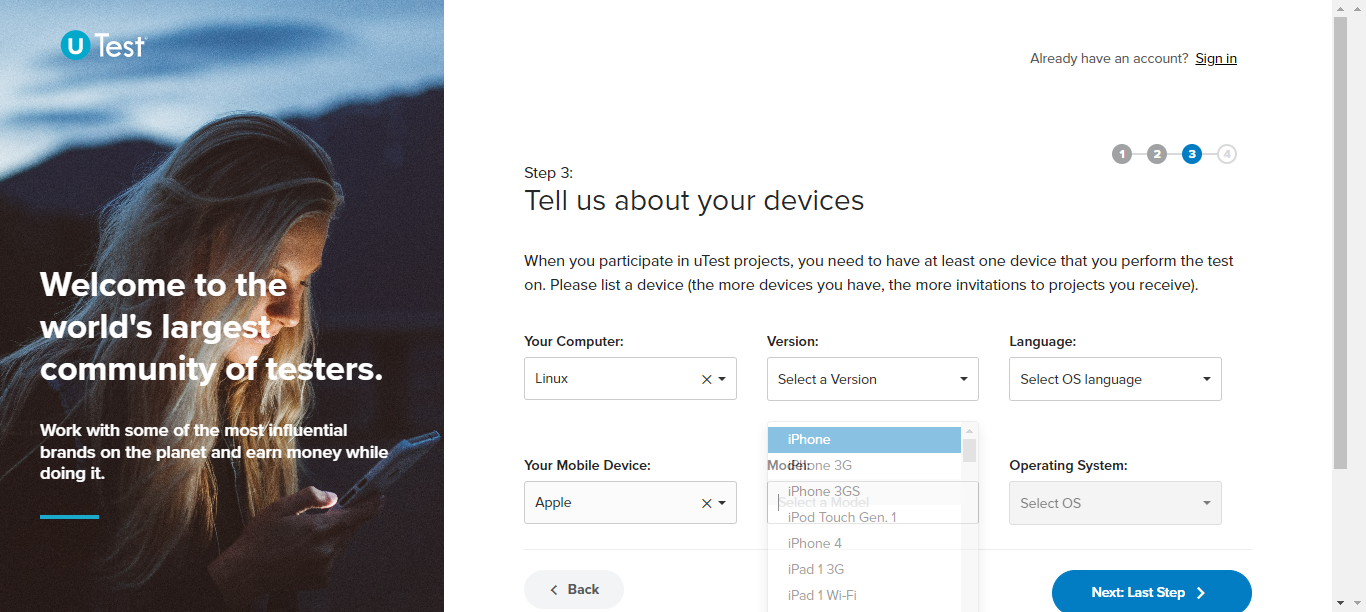 uTest
Already have an account? Sign in
1 2 3 4
Step 3:
Tell us about your devices
When you participate in uTest projects, you need to have at least one device that you perform the test
on. Please list a device (the more devices you have, the more invitations to projects you receive).
Welcome to the
world's largest
community of testers.
Work with some of the most influential
brands on the planet and earn money while
doing it.
Your Computer: Version: Language:
Linux Select a Version Select OS language
Your Mobile Device: Model: Operating System:
Apple Select a Model Select OS
iPhone
iPhone 3G
iPhone 3GS
iPod Touch Gen. 1
iPhone 4
iPad 1 3G
iPad 1 Wi-Fi
Back Next: Last Step